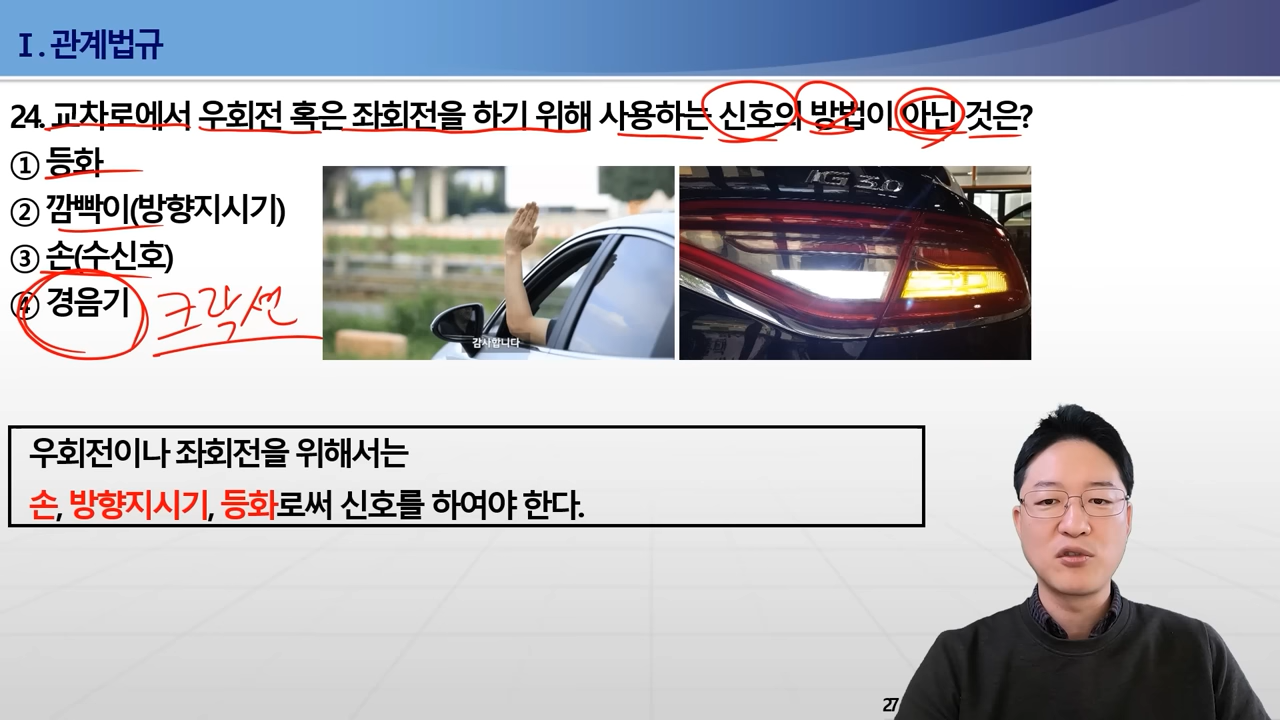 Ⅰ. 관계법규
24. 교차로에서 우회전 혹은 좌회전을 하기 위해 사용하는 신호의 방법이 아닌 것은?
① 등화
② 깜빡이(방향지시기)
③ 손(수신호)
④ 경음기
크락션
감사합니다
우회전이나 좌회전을 위해서는
손, 방향지시기, 등화로써 신호를 하여야 한다.
27